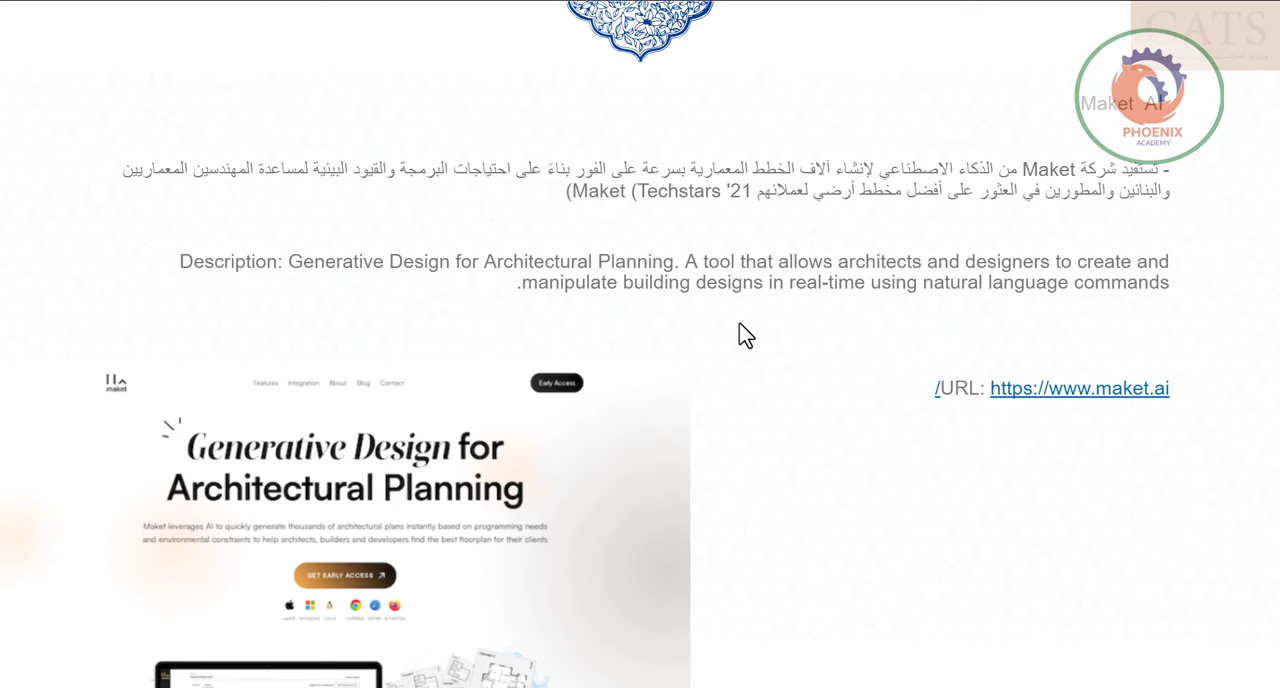 CATS
Maket AI
PHOENIX
ACADEMY
- تستفيد شركة Maket من الذكاء الاصطناعي لإنشاء آلاف الخطط المعمارية بسرعة على الفور بناءً على احتياجات البرمجة والقيود البيئية لمساعدة المهندسين المعماريين
والبنائين والمطورين في العثور على أفضل مخطط أرضي لعملائهم Maket (Techstars '21)
Description: Generative Design for Architectural Planning. A tool that allows architects and designers to create and
manipulate building designs in real-time using natural language commands.
URL: https://www.maket.ai/
maket
Features Integration About Blog Contact
Early Access
Generative Design for
Architectural Planning
Maket leverages AI to quickly generate thousands of architectural plans instantly based on programming needs
and environmental constraints to help architects, builders and developers find the best floorplan for their clients
GET EARLY ACCESS